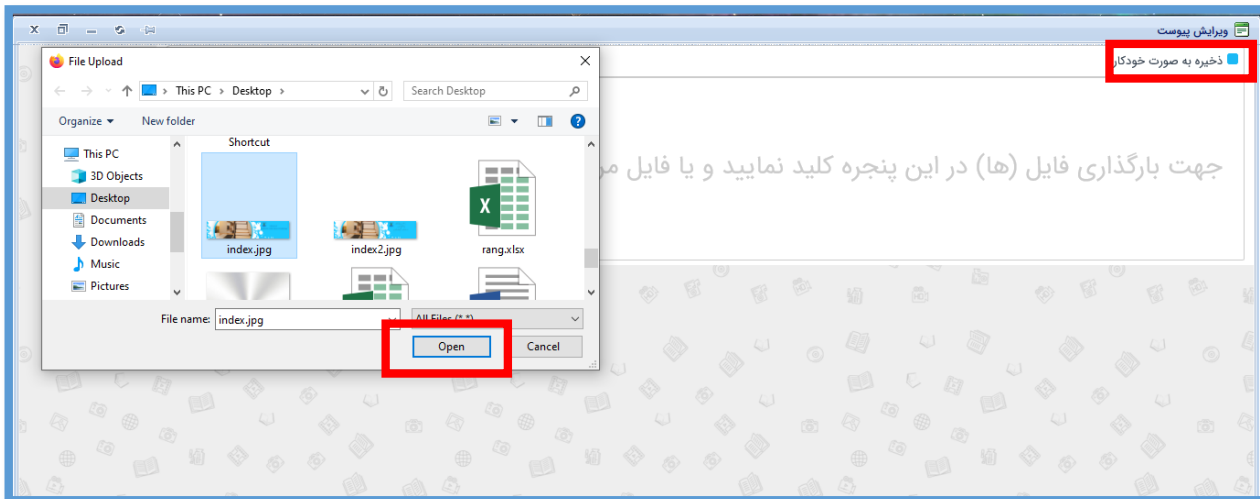 ویرایش پیوست
ذخیره به صورت خودکار
File Upload
This PC > Desktop >
Search Desktop
Organize
New folder
This PC
3D Objects
Desktop
Documents
Downloads
Music
Pictures
Shortcut
index.jpg
index2.jpg
rang.xlsx
جهت بارگذاری فایل (ها) در این پنجره کلید نمایید و یا فایل
File name: index.jpg
All Files (*.*)
Open
Cancel